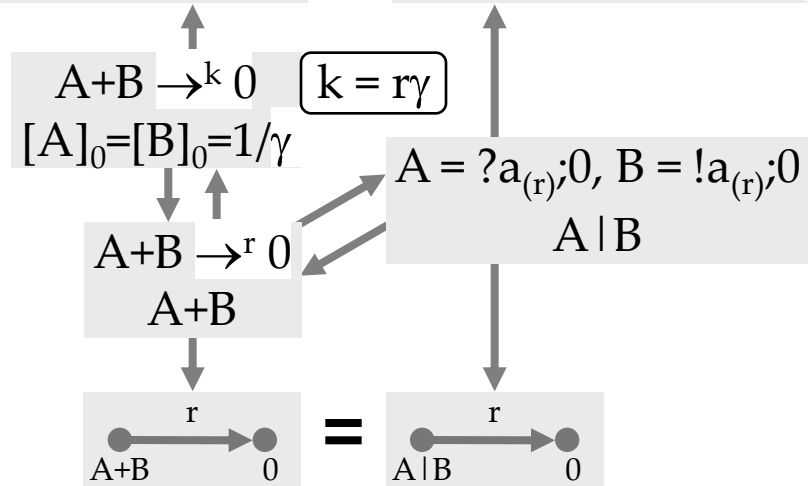 A+B →ᵏ 0
k = rγ
[A]₀=[B]₀=1/γ
A = ?a₍ᵣ₎;0, B = !a₍ᵣ₎;0
A|B
A+B →ʳ 0
A+B
r
A+B 0
=
r
A|B 0